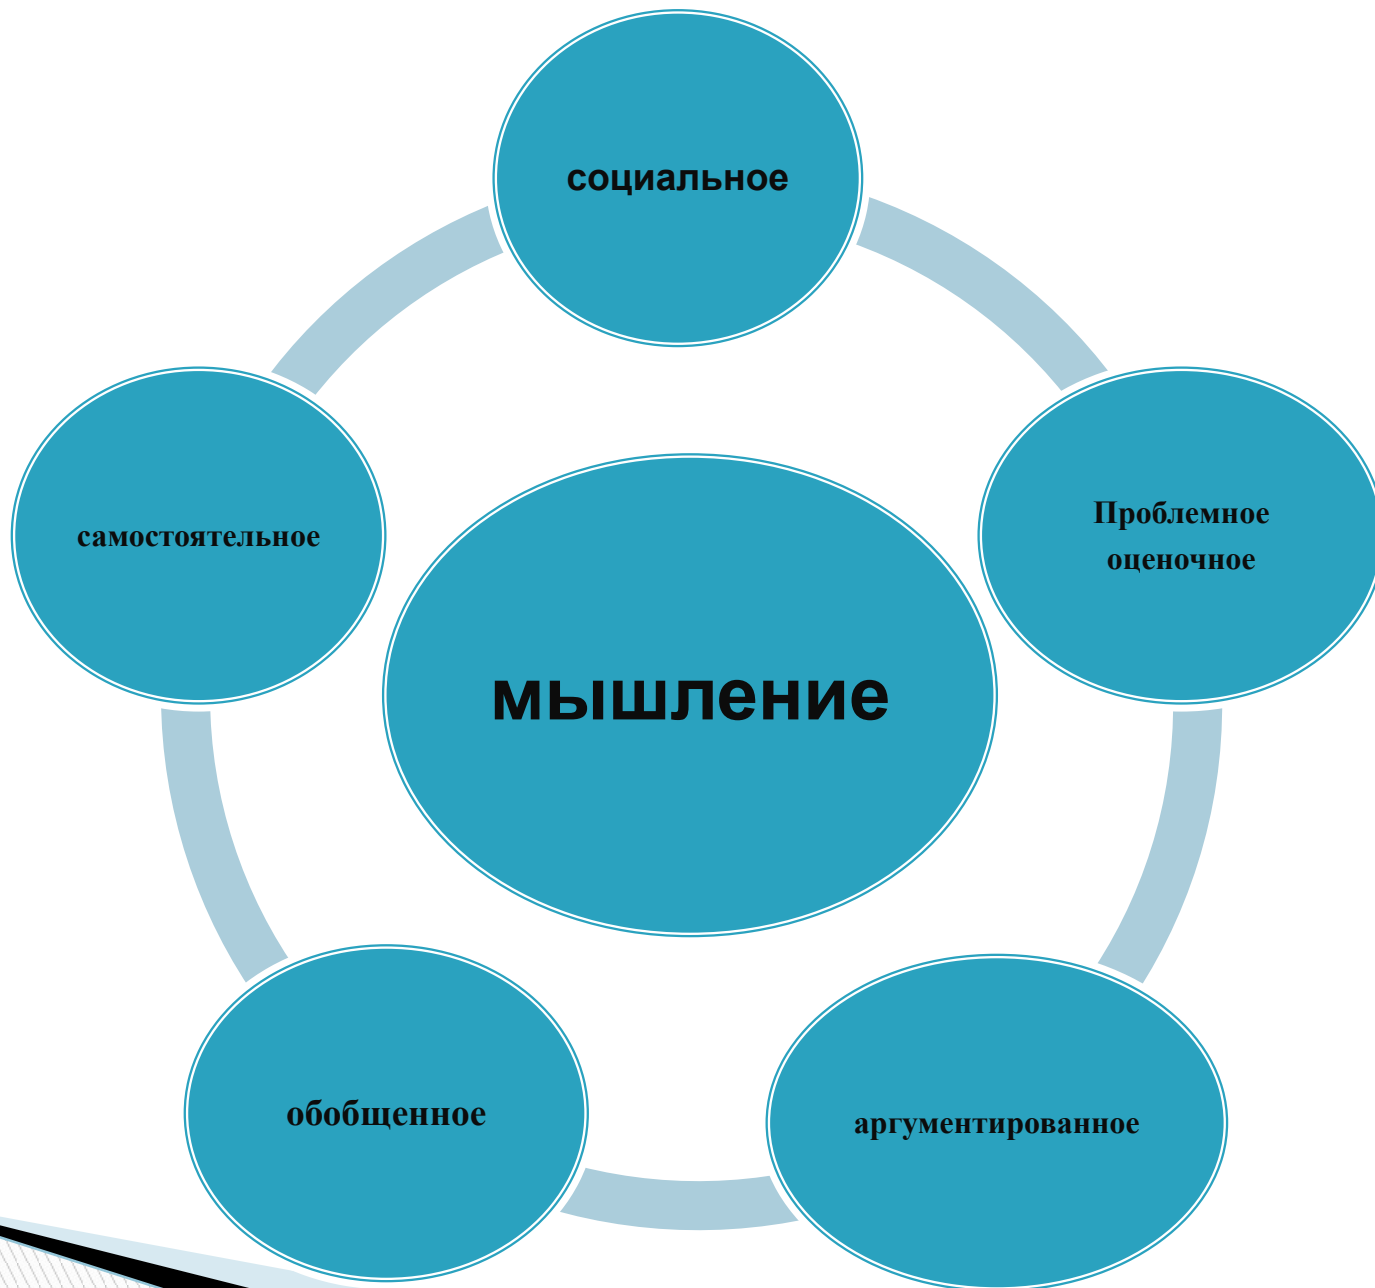 социальное
Проблемное
оценочное
самостоятельное
мышление
обобщенное
аргументированное